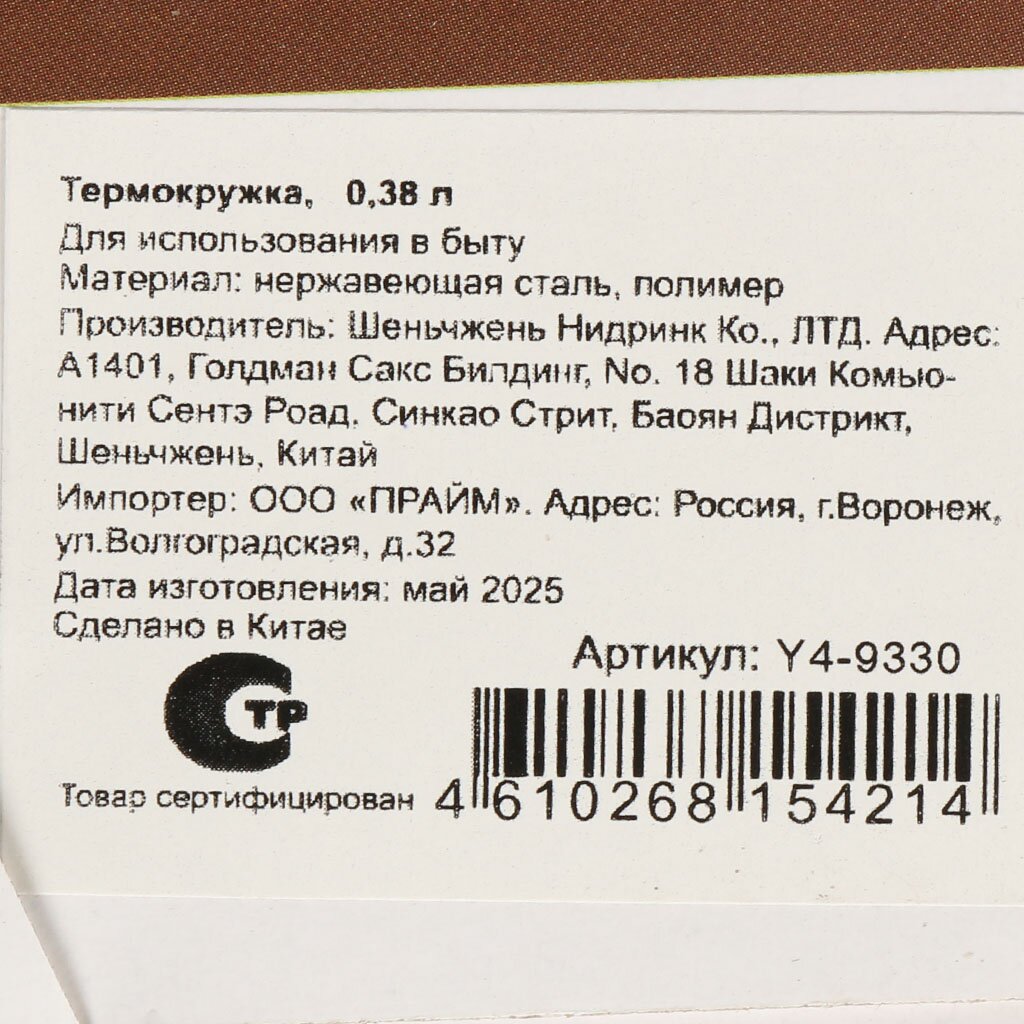 Термокружка, 0,38 л
Для использования в быту
Материал: нержавеющая сталь, полимер
Производитель: Шеньчжень Нидринк Ко., ЛТД. Адрес:
А1401, Голдман Сакс Билдинг, No. 18 Шаки Комью-
нити Сентэ Роад, Синкао Стрит, Баоян Дистрикт,
Шеньчжень, Китай
Импортер: ООО «ПРАЙМ». Адрес: Россия, г.Воронеж,
ул.Волгоградская, д.32
Дата изготовления: май 2025
Сделано в Китае
Артикул: Y4-9330
СТР
Товар сертифицирован
4 610268 154214